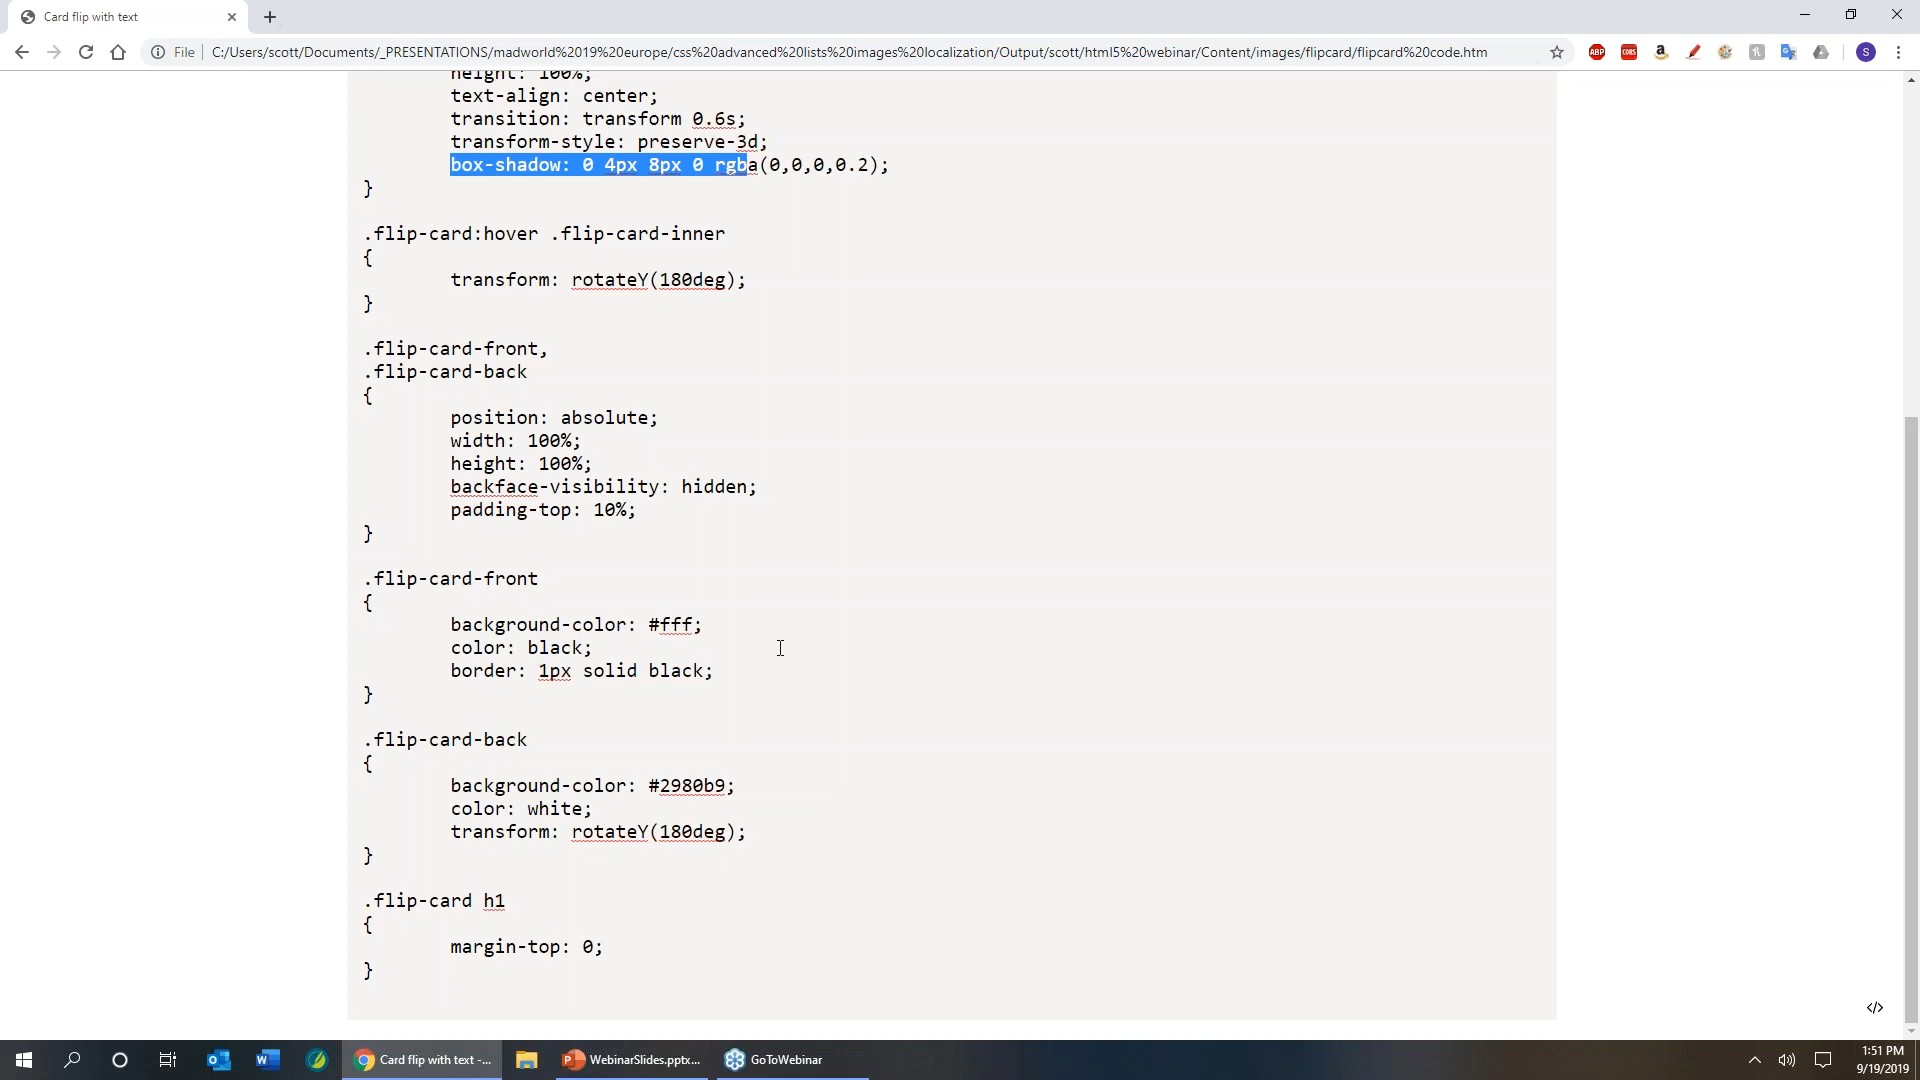 Card flip with text
File
C:/Users/scott/Documents/_PRESENTATIONS/madworld%2019%20europe/css%20advanced%20lists%20images%20localization/Output/scott/html5%20webinar/Content/images/flipcard/flipcard%20code.htm
ABP
CORS
S
height: 100%;
text-align: center;
transition: transform 0.6s;
transform-style: preserve-3d;
box-shadow: 0 4px 8px 0 rgba(0,0,0,0.2);
}
.flip-card:hover .flip-card-inner
{
transform: rotateY(180deg);
}
.flip-card-front,
.flip-card-back
{
position: absolute;
width: 100%;
height: 100%;
backface-visibility: hidden;
padding-top: 10%;
}
.flip-card-front
{
background-color: #fff;
color: black;
border: 1px solid black;
}
.flip-card-back
{
background-color: #2980b9;
color: white;
transform: rotateY(180deg);
}
.flip-card h1
{
margin-top: 0;
}
</>
Card flip with text -...
WebinarSlides.pptx...
GoToWebinar
1:51 PM
9/19/2019